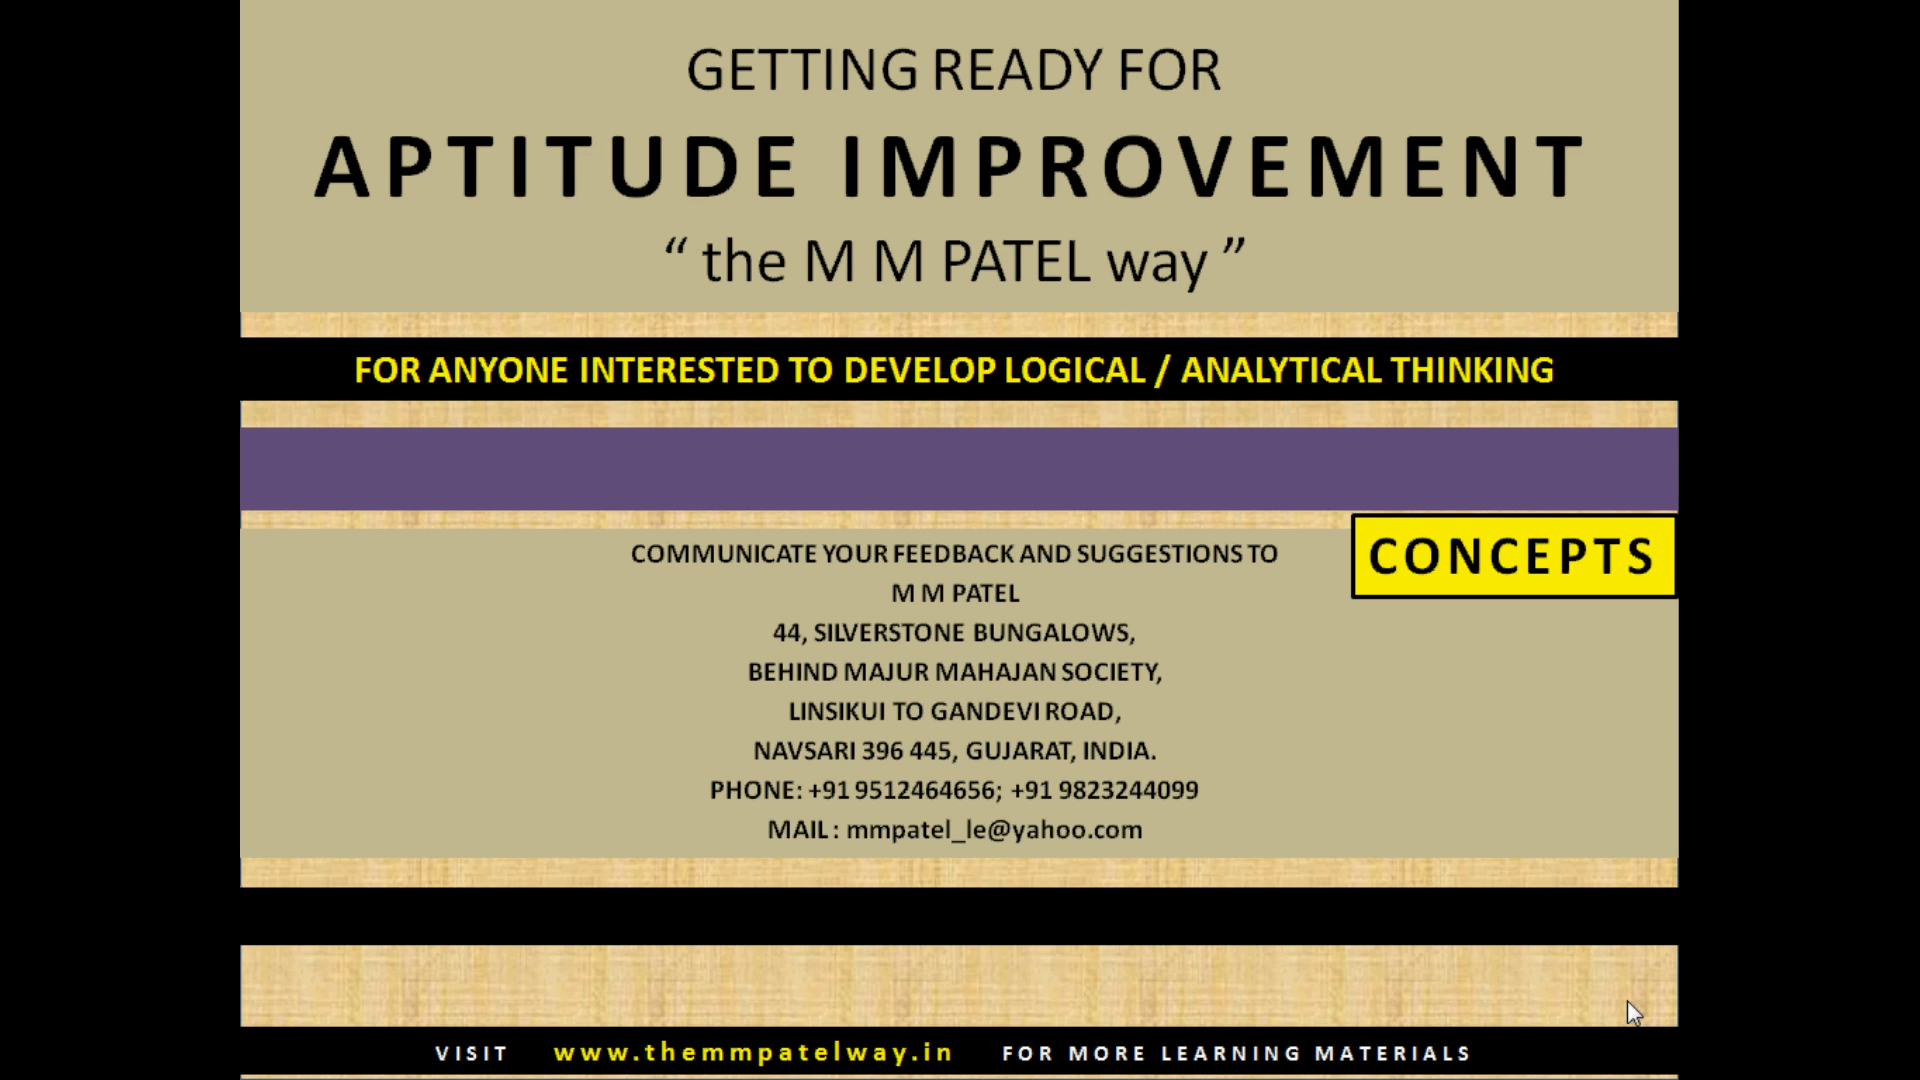 GETTING READY FOR
APTITUDE IMPROVEMENT
“ the M M PATEL way ”
FOR ANYONE INTERESTED TO DEVELOP LOGICAL / ANALYTICAL THINKING
CONCEPTS
COMMUNICATE YOUR FEEDBACK AND SUGGESTIONS TO
M M PATEL
44, SILVERSTONE BUNGALOWS,
BEHIND MAJUR MAHAJAN SOCIETY,
LINSIKUI TO GANDEVI ROAD,
NAVSARI 396 445, GUJARAT, INDIA.
PHONE: +91 9512464656; +91 9823244099
MAIL : mmpatel_le@yahoo.com
VISIT www.themmpatelway.in FOR MORE LEARNING MATERIALS